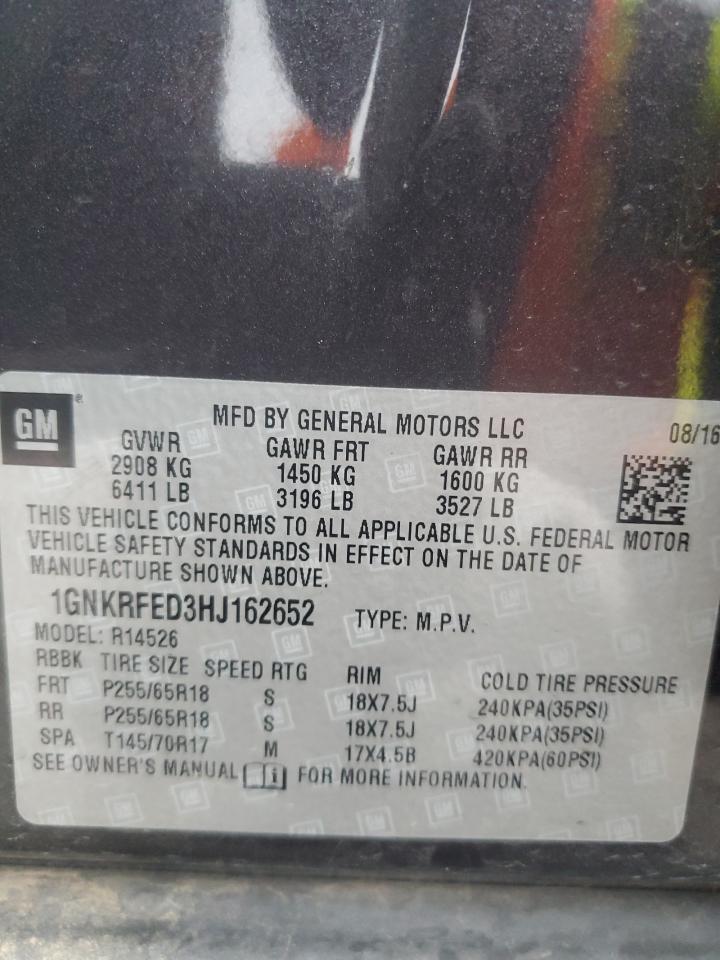 GM
MFD BY GENERAL MOTORS LLC 08/16
GVWR GAWR FRT GAWR RR
2908 KG 1450 KG 1600 KG
6411 LB 3196 LB 3527 LB
THIS VEHICLE CONFORMS TO ALL APPLICABLE U.S. FEDERAL MOTOR
VEHICLE SAFETY STANDARDS IN EFFECT ON THE DATE OF
MANUFACTURE SHOWN ABOVE.
1GNKRFED3HJ162652 TYPE: M.P.V.
MODEL: R14526
RBBK TIRE SIZE SPEED RTG RIM COLD TIRE PRESSURE
FRT P255/65R18 S 18X7.5J 240KPA(35PSI)
RR P255/65R18 S 18X7.5J 240KPA(35PSI)
SPA T145/70R17 M 17X4.5B 420KPA(60PSI)
SEE OWNER'S MANUAL FOR MORE INFORMATION.